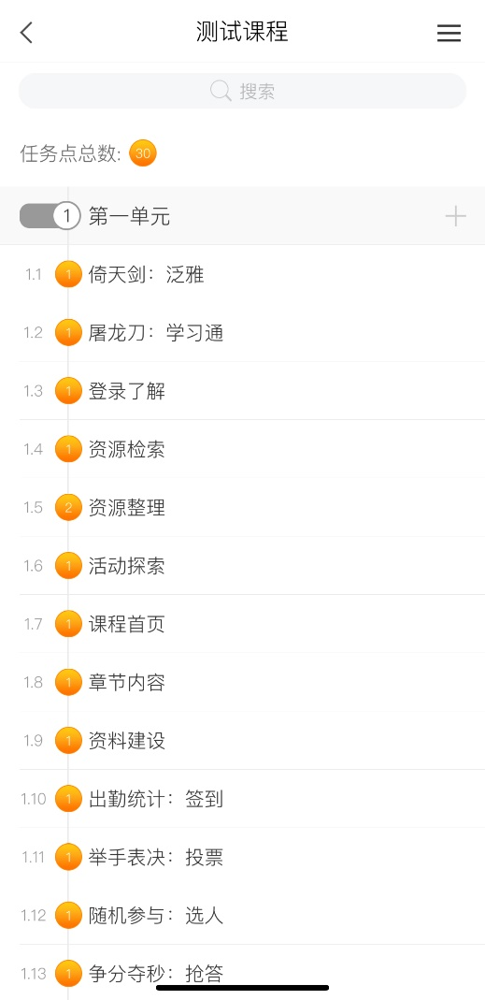 测试课程
搜索
任务点总数: 30
1 第一单元
1.1 1 倚天剑：泛雅
1.2 1 屠龙刀：学习通
1.3 1 登录了解
1.4 1 资源检索
1.5 2 资源整理
1.6 1 活动探索
1.7 1 课程首页
1.8 1 章节内容
1.9 1 资料建设
1.10 1 出勤统计：签到
1.11 1 举手表决：投票
1.12 1 随机参与：选人
1.13 1 争分夺秒：抢答